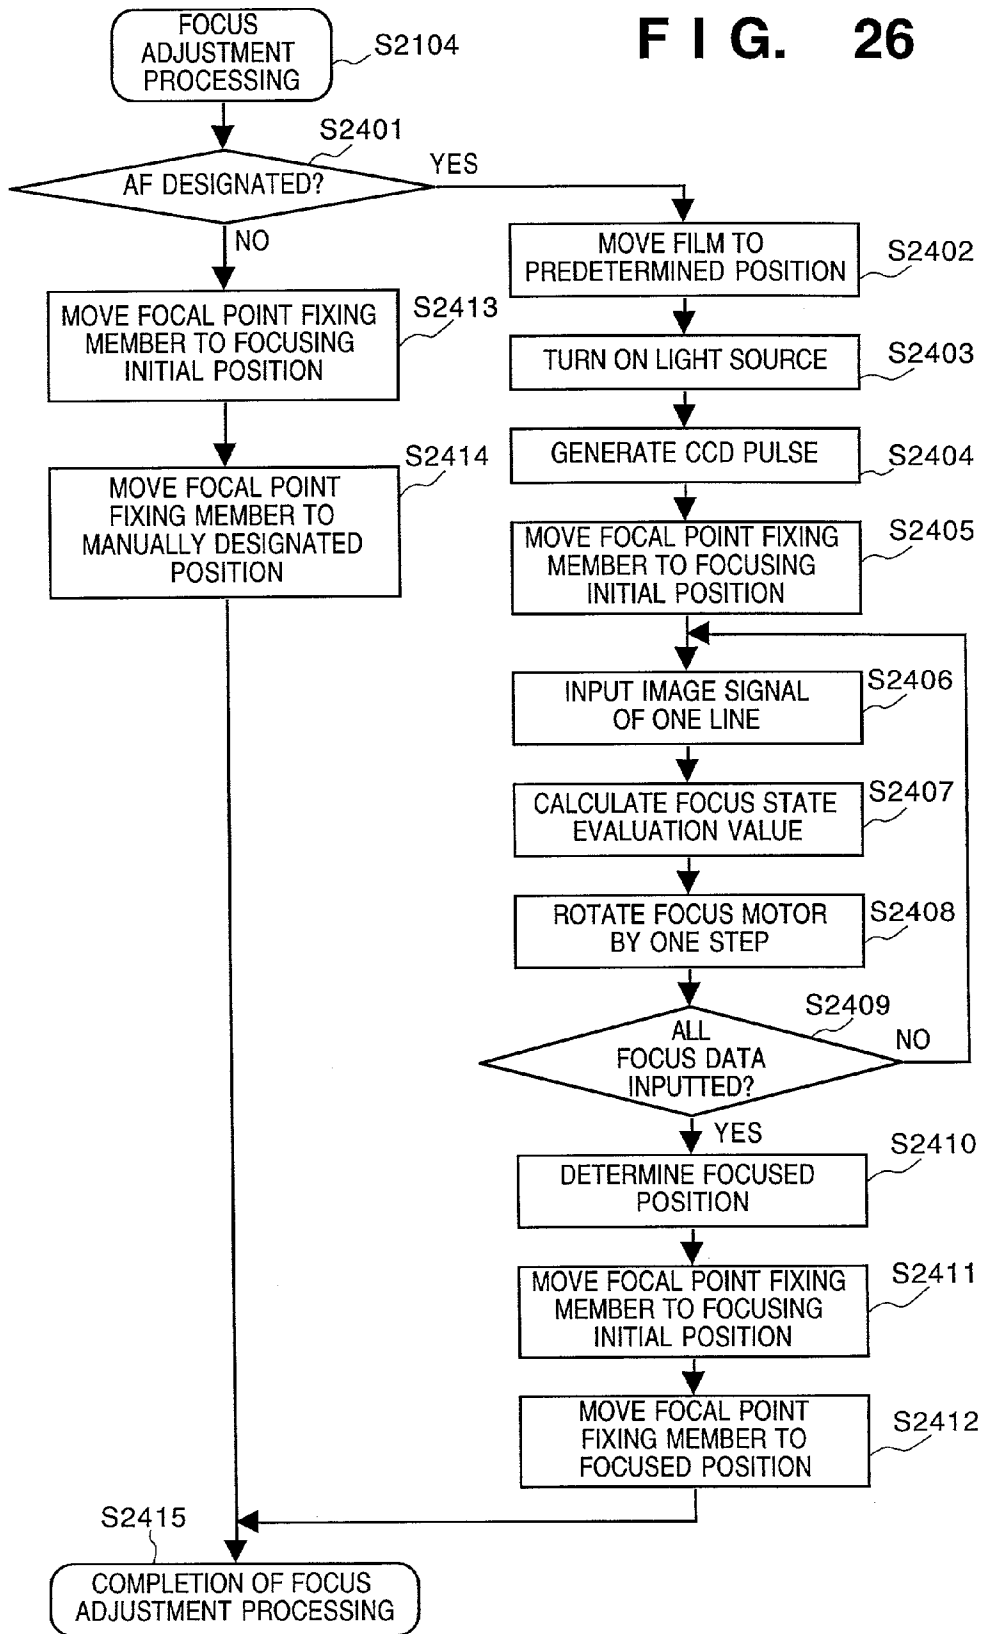 FIG. 26
FOCUS
ADJUSTMENT
PROCESSING
S2104
S2401
AF DESIGNATED?
YES
NO
MOVE FOCAL POINT FIXING
MEMBER TO FOCUSING
INITIAL POSITION
S2413
MOVE FOCAL POINT
FIXING MEMBER TO
MANUALLY DESIGNATED
POSITION
S2414
MOVE FILM TO
PREDETERMINED POSITION
S2402
TURN ON LIGHT SOURCE
S2403
GENERATE CCD PULSE
S2404
MOVE FOCAL POINT FIXING
MEMBER TO FOCUSING
INITIAL POSITION
S2405
INPUT IMAGE SIGNAL
OF ONE LINE
S2406
CALCULATE FOCUS STATE
EVALUATION VALUE
S2407
ROTATE FOCUS MOTOR
BY ONE STEP
S2408
S2409
ALL
FOCUS DATA
INPUTTED?
NO
YES
DETERMINE FOCUSED
POSITION
S2410
MOVE FOCAL POINT FIXING
MEMBER TO FOCUSING
INITIAL POSITION
S2411
MOVE FOCAL POINT
FIXING MEMBER TO
FOCUSED POSITION
S2412
S2415
COMPLETION OF FOCUS
ADJUSTMENT PROCESSING